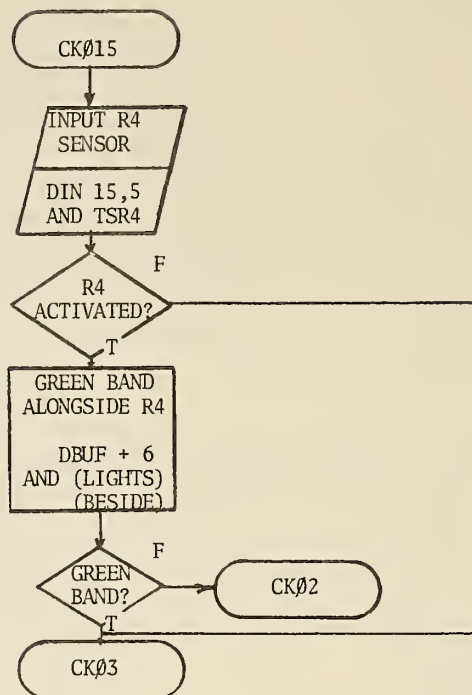 CKØ15
INPUT R4
SENSOR
DIN 15,5
AND TSR4
F
R4
ACTIVATED?
T
GREEN BAND
ALONGSIDE R4
DBUF + 6
AND (LIGHTS)
(BESIDE)
F
GREEN
BAND?
CKØ2
T
CKØ3